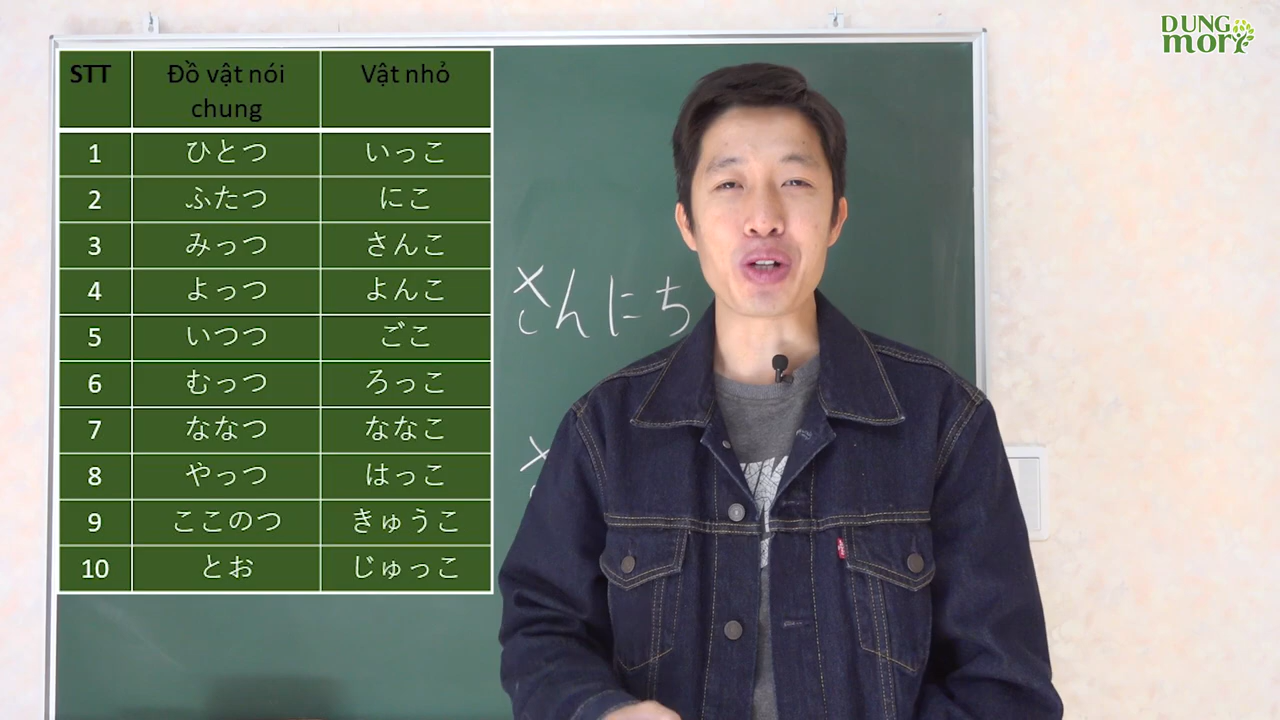 DUNG
mori
STT Đồ vật nói chung Vật nhỏ
1 ひとつ いっこ
2 ふたつ にこ
3 みっつ さんこ
4 よっつ よんこ
5 いつつ ごこ
6 むっつ ろっこ
7 ななつ ななこ
8 やっつ はっこ
9 ここのつ きゅうこ
10 とお じゅっこ
さんにち